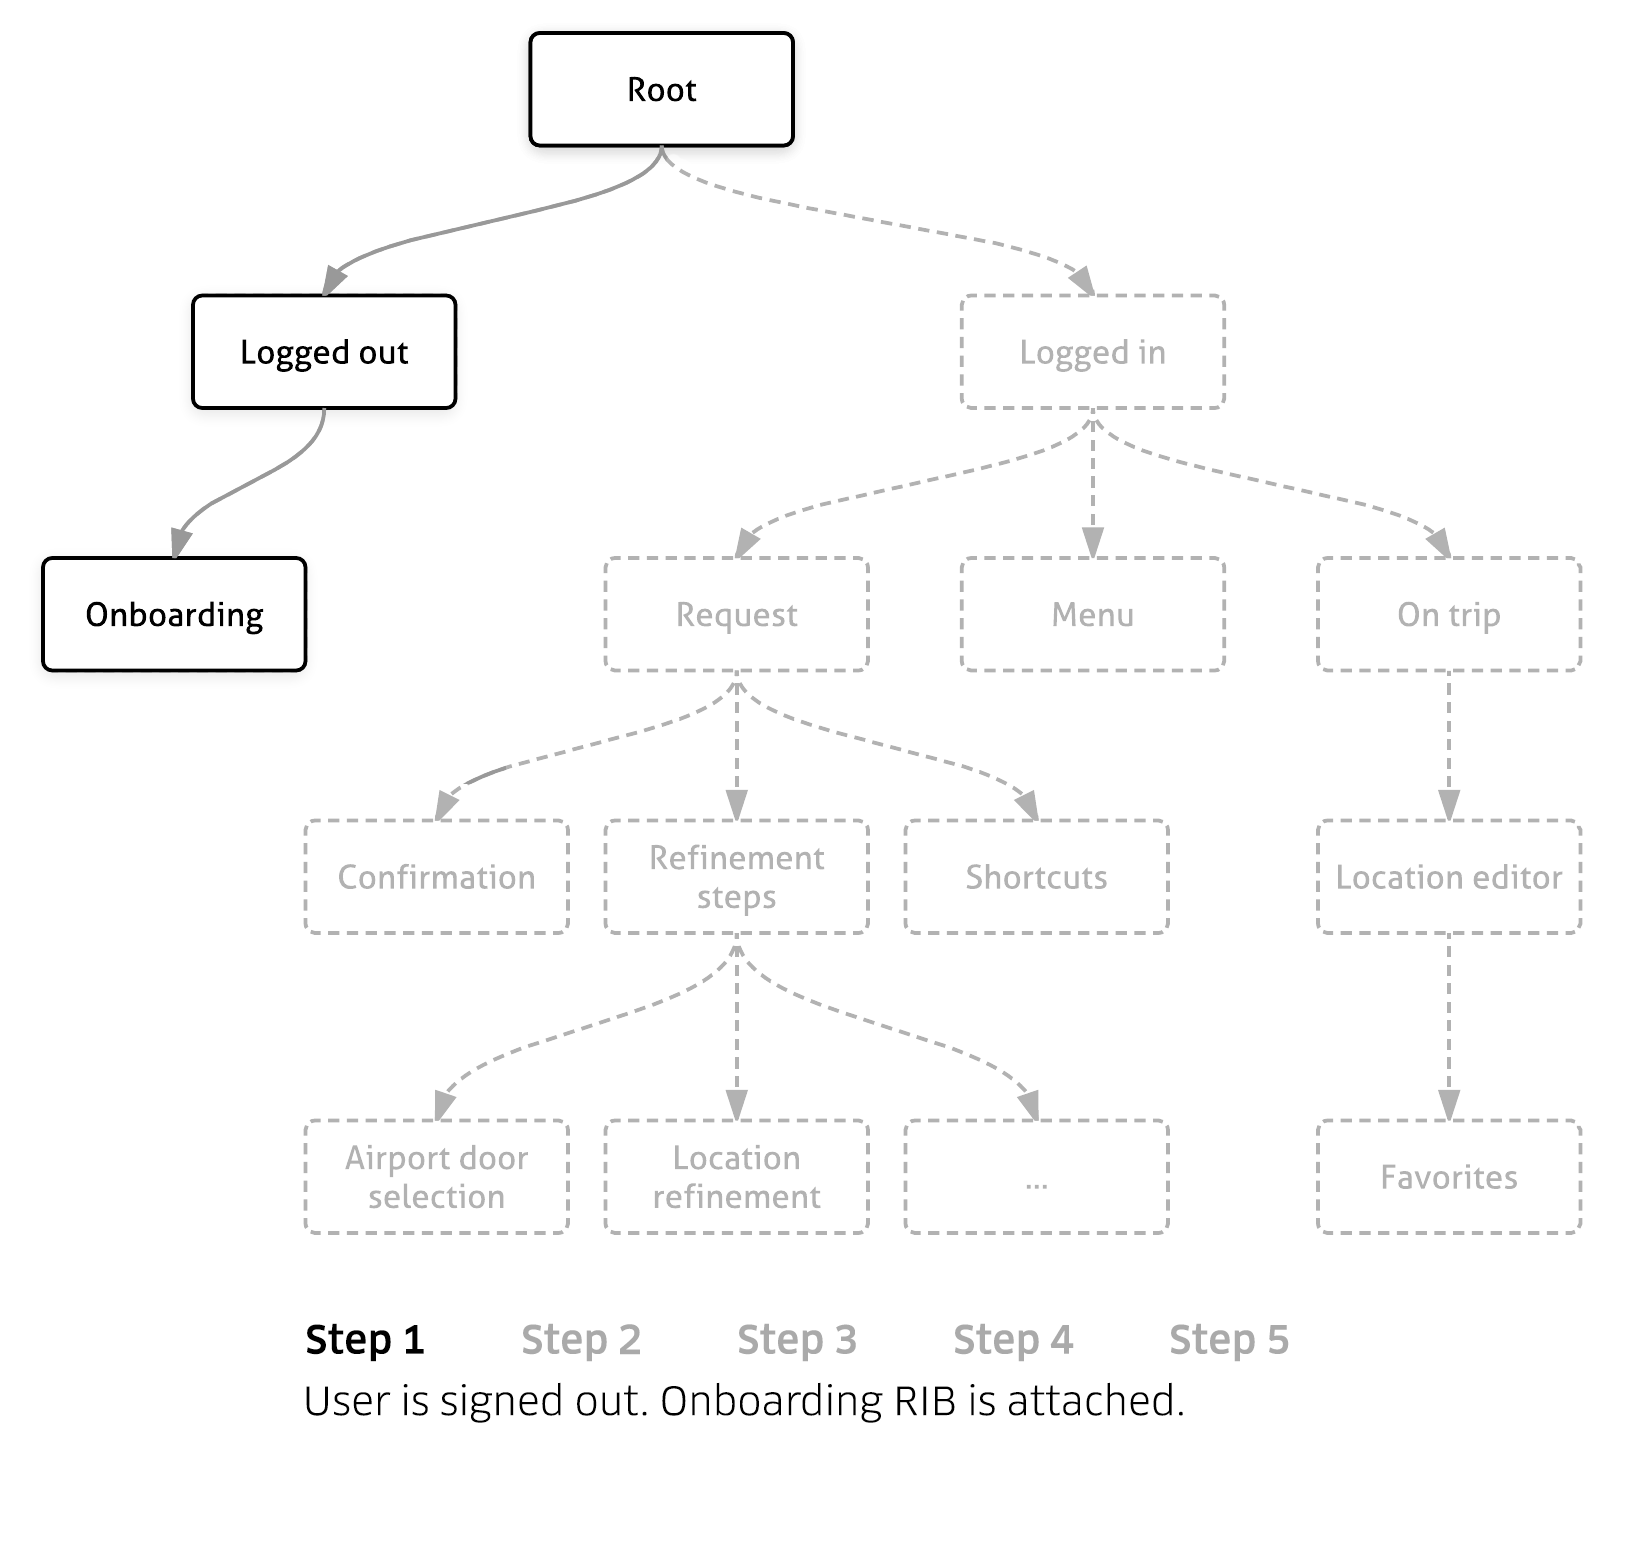 Root
Logged out
Logged in
Onboarding
Request
Menu
On trip
Confirmation
Refinement
steps
Shortcuts
Location editor
Airport door
selection
Location
refinement
...
Favorites
Step 1 Step 2 Step 3 Step 4 Step 5
User is signed out. Onboarding RIB is attached.